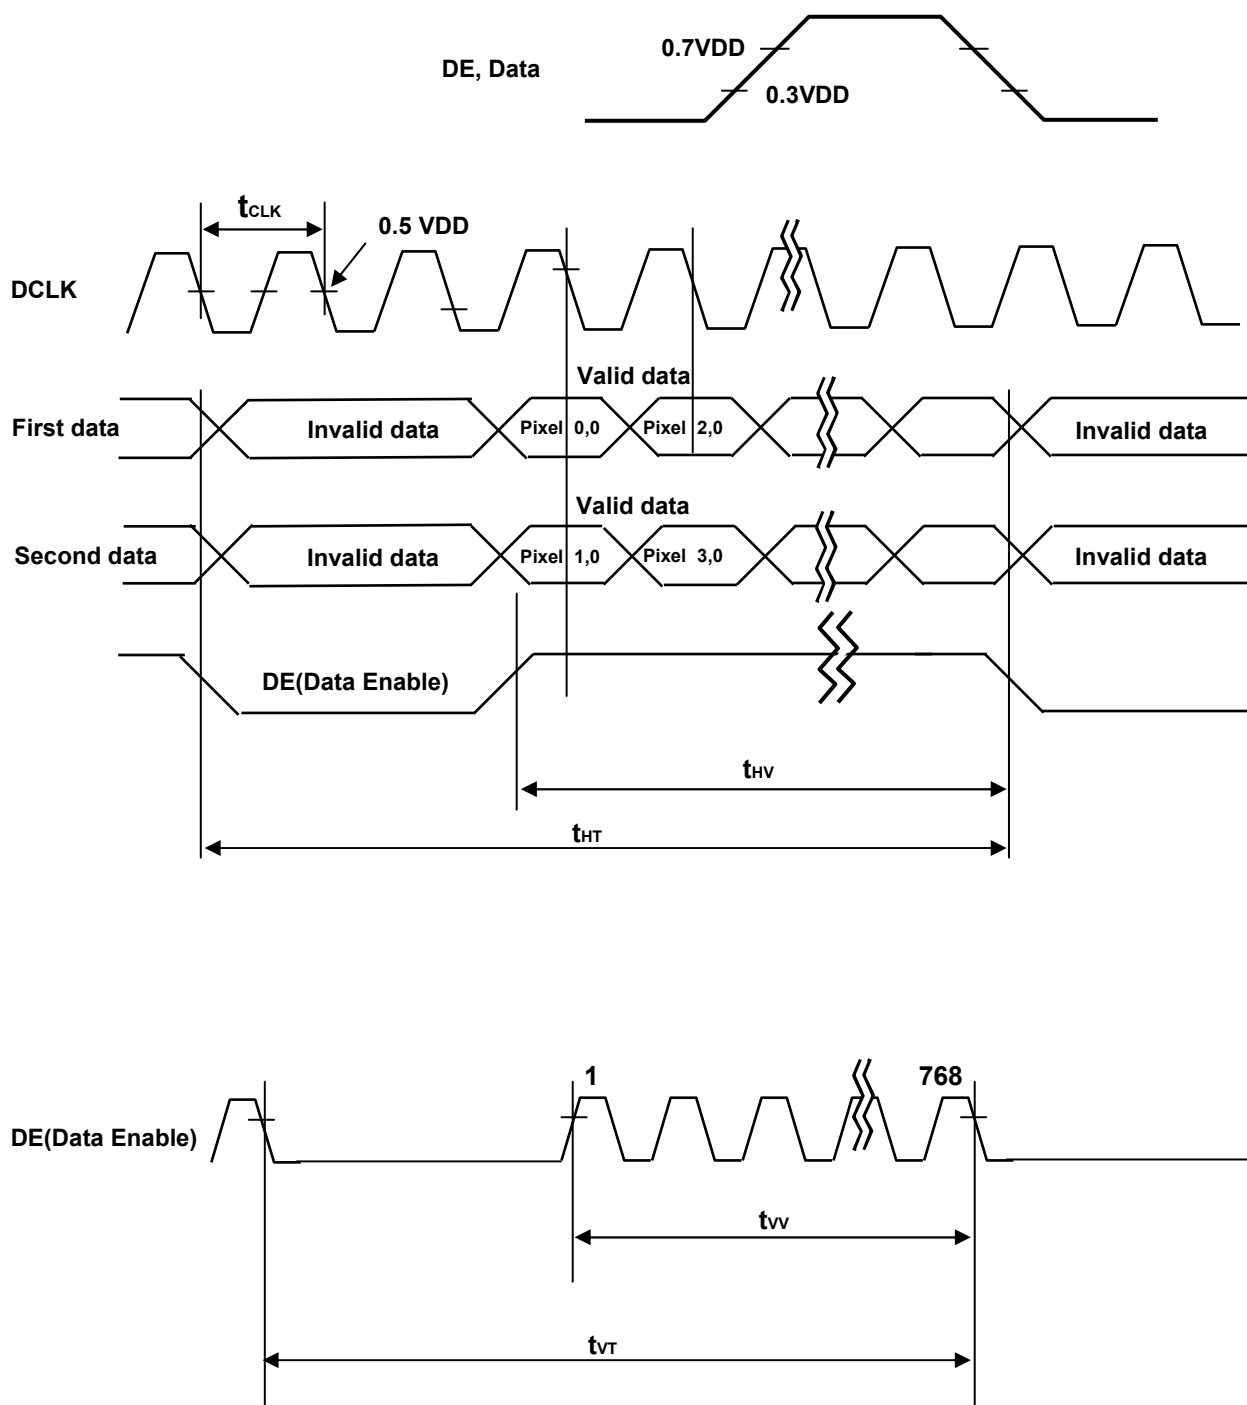 0.7VDD
DE, Data
0.3VDD
tCLK
0.5 VDD
DCLK
Valid data
First data
Invalid data
Pixel 0,0
Pixel 2,0
Invalid data
Valid data
Second data
Invalid data
Pixel 1,0
Pixel 3,0
Invalid data
DE(Data Enable)
tHV
tHT
1
768
DE(Data Enable)
tVV
tVT